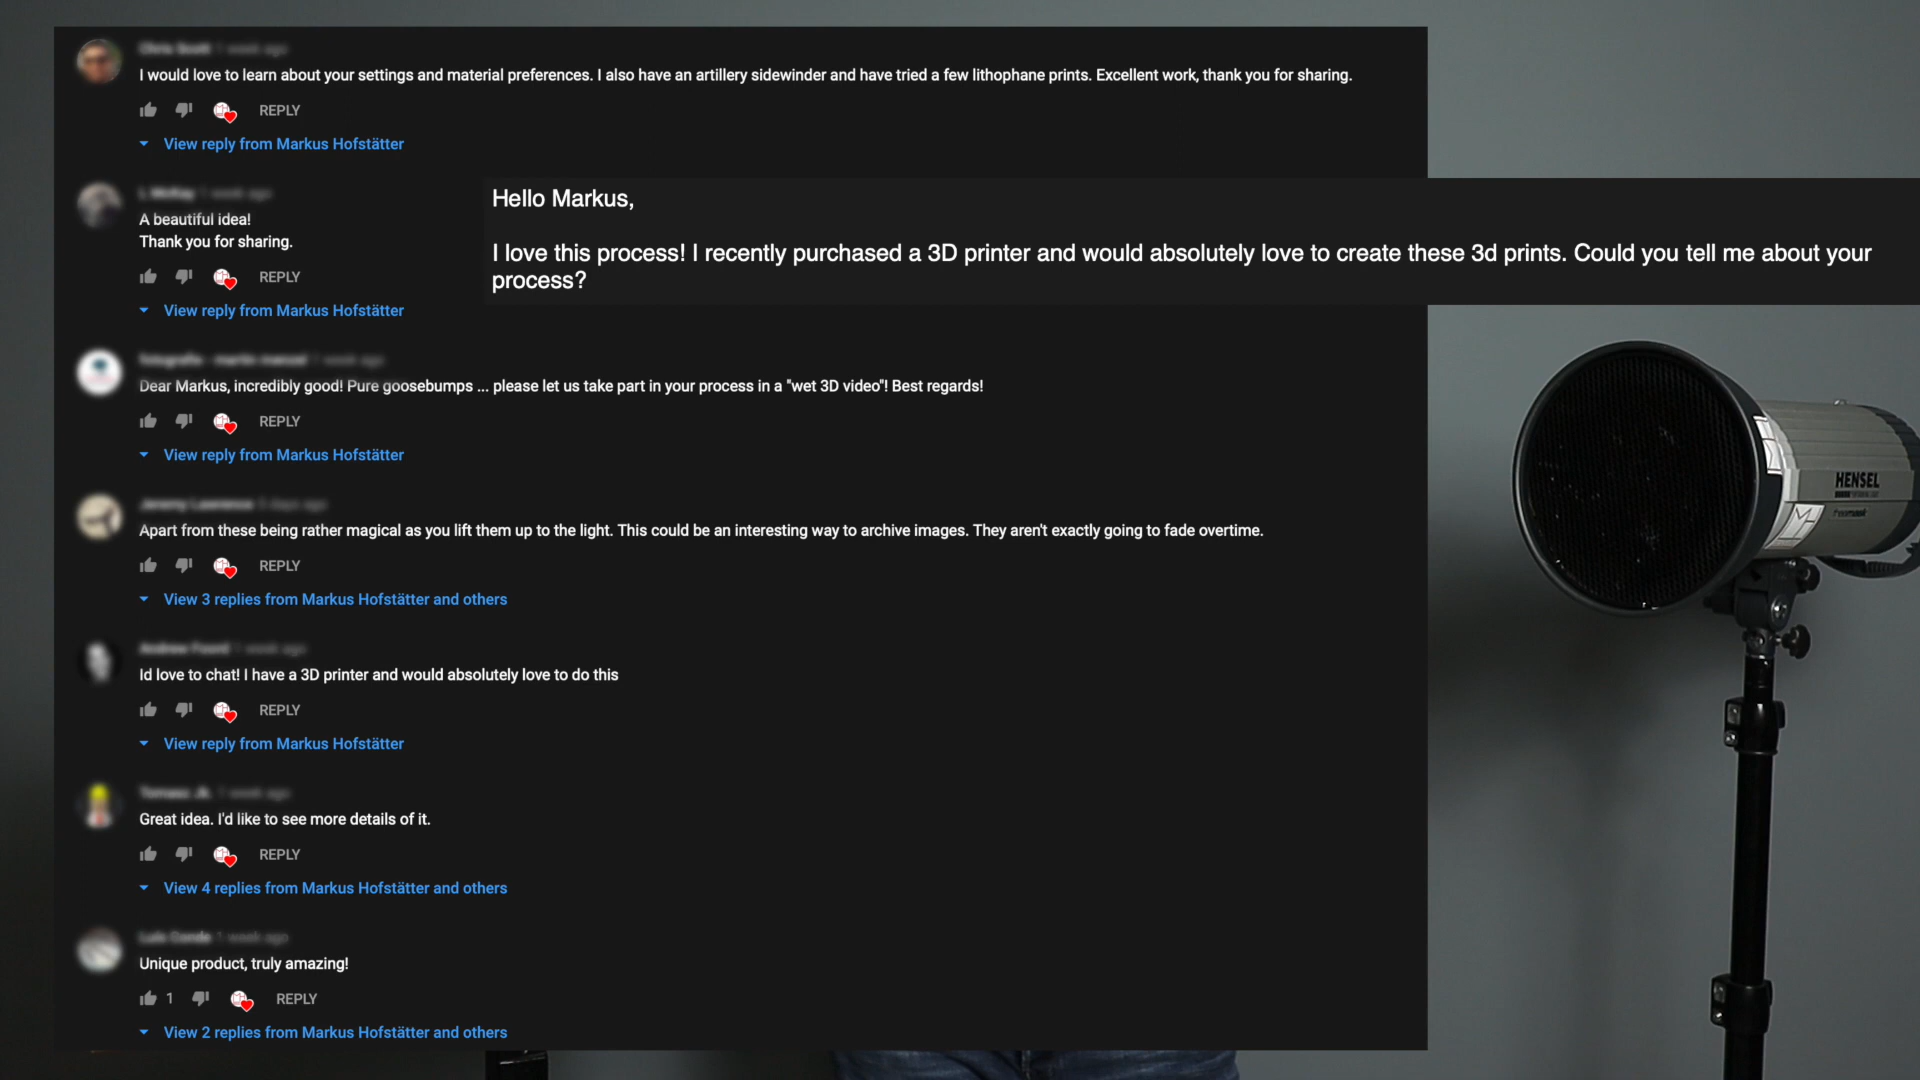 I would love to learn about your settings and material preferences. I also have an artillery sidewinder and have tried a few lithophane prints. Excellent work, thank you for sharing.
REPLY
View reply from Markus Hofstätter
1 week ago
A beautiful idea!
Thank you for sharing.
REPLY
View reply from Markus Hofstätter
Hello Markus,
I love this process! I recently purchased a 3D printer and would absolutely love to create these 3d prints. Could you tell me about your
process?
Dear Markus, incredibly good! Pure goosebumps ... please let us take part in your process in a "wet 3D video"! Best regards!
REPLY
View reply from Markus Hofstätter
Apart from these being rather magical as you lift them up to the light. This could be an interesting way to archive images. They aren't exactly going to fade overtime.
REPLY
View 3 replies from Markus Hofstätter and others
Id love to chat! I have a 3D printer and would absolutely love to do this
REPLY
View reply from Markus Hofstätter
Great idea. I'd like to see more details of it.
REPLY
View 4 replies from Markus Hofstätter and others
Unique product, truly amazing!
1 REPLY
View 2 replies from Markus Hofstätter and others
HENSEL